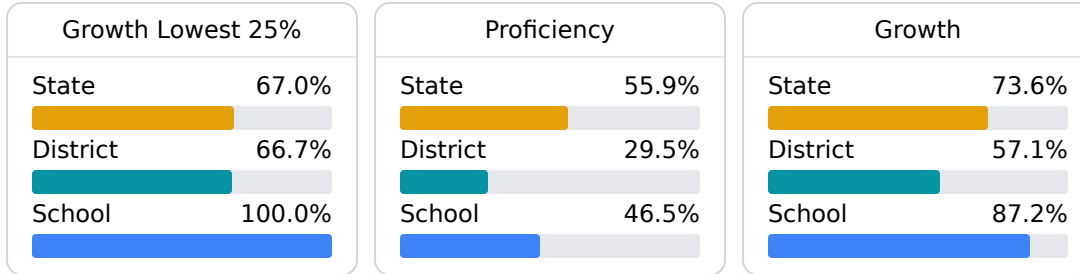 Growth Lowest 25%
State 67.0%
District 66.7%
School 100.0%
Proficiency
State 55.9%
District 29.5%
School 46.5%
Growth
State 73.6%
District 57.1%
School 87.2%